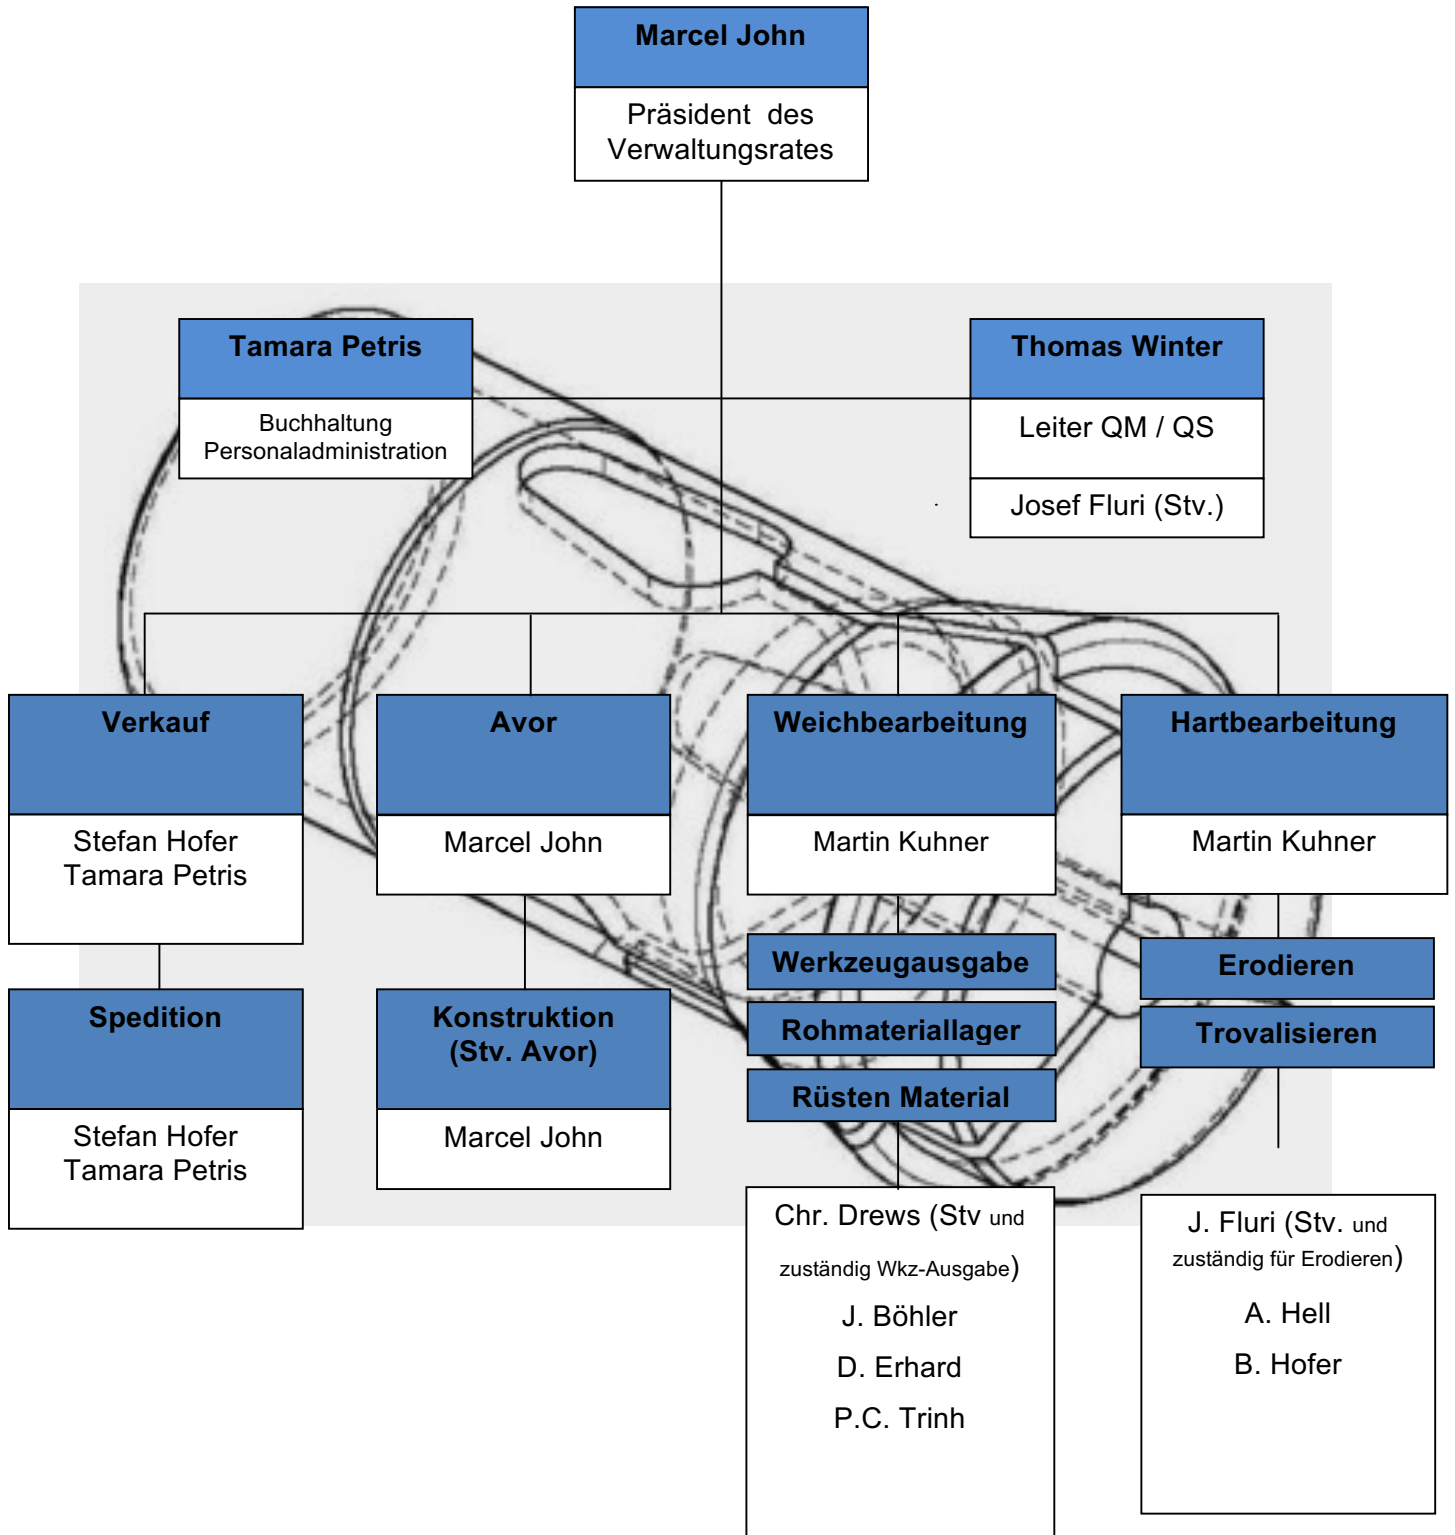 Marcel John
Präsident des
Verwaltungsrates
Tamara Petris
Buchhaltung
Personaladministration
Thomas Winter
Leiter QM / QS
Josef Fluri (Stv.)
Verkauf
Stefan Hofer
Tamara Petris
Avor
Marcel John
Weichbearbeitung
Martin Kuhner
Hartbearbeitung
Martin Kuhner
Spedition
Stefan Hofer
Tamara Petris
Konstruktion
(Stv. Avor)
Marcel John
Werkzeugausgabe
Rohmateriallager
Rüsten Material
Chr. Drews (Stv und
zuständig Wkz-Ausgabe)
J. Böhler
D. Erhard
P.C. Trinh
Erodieren
Trovalisieren
J. Fluri (Stv. und
zuständig für Erodieren)
A. Hell
B. Hofer